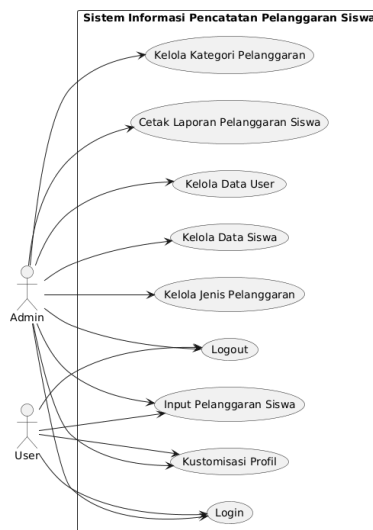 Sistem Informasi Pencatatan Pelanggaran Siswa
Kelola Kategori Pelanggaran
Cetak Laporan Pelanggaran Siswa
Kelola Data User
Kelola Data Siswa
Kelola Jenis Pelanggaran
Admin
Logout
Input Pelanggaran Siswa
User
Kustomisasi Profil
Login